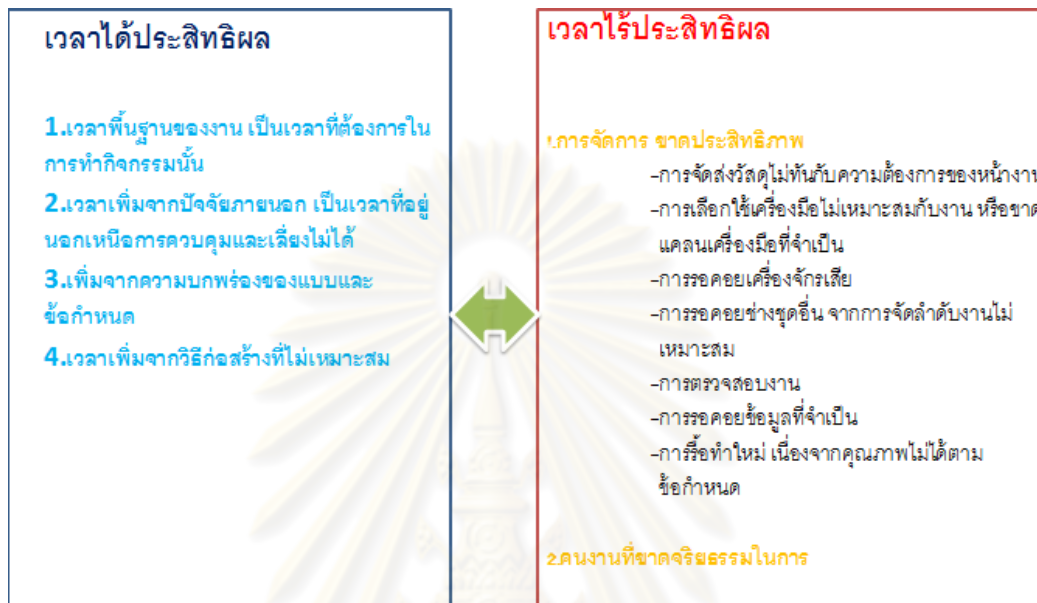 เวลาได้ประสิทธิผล
1.เวลาพื้นฐานของงาน เป็นเวลาที่ต้องการใน
การทำกิจกรรมนั้น
2.เวลาเพิ่มจากปัจจัยภายนอก เป็นเวลาที่อยู่
นอกเหนือการควบคุมและเลี่ยงไม่ได้
3.เพิ่มจากความบกพร่องของแบบและ
ข้อกำหนด
4.เวลาเพิ่มจากวิธีก่อสร้างที่ไม่เหมาะสม
เวลาไร้ประสิทธิผล
1.การจัดการ ขาดประสิทธิภาพ
-การจัดส่งวัสดุไม่ทันกับความต้องการของหน้างาน
-การเลือกใช้เครื่องมือไม่เหมาะสมกับงาน หรือขาด
แคลนเครื่องมือที่จำเป็น
-การรอคอยเครื่องจักรเสีย
-การรอคอยช่างชุดอื่น จากการจัดลำดับงานไม่
เหมาะสม
-การตรวจสอบงาน
-การรอคอยข้อมูลที่จำเป็น
-การรื้อทำใหม่ เนื่องจากคุณภาพไม่ได้ตาม
ข้อกำหนด
2.คนงานที่ขาดจริยธรรมในการ